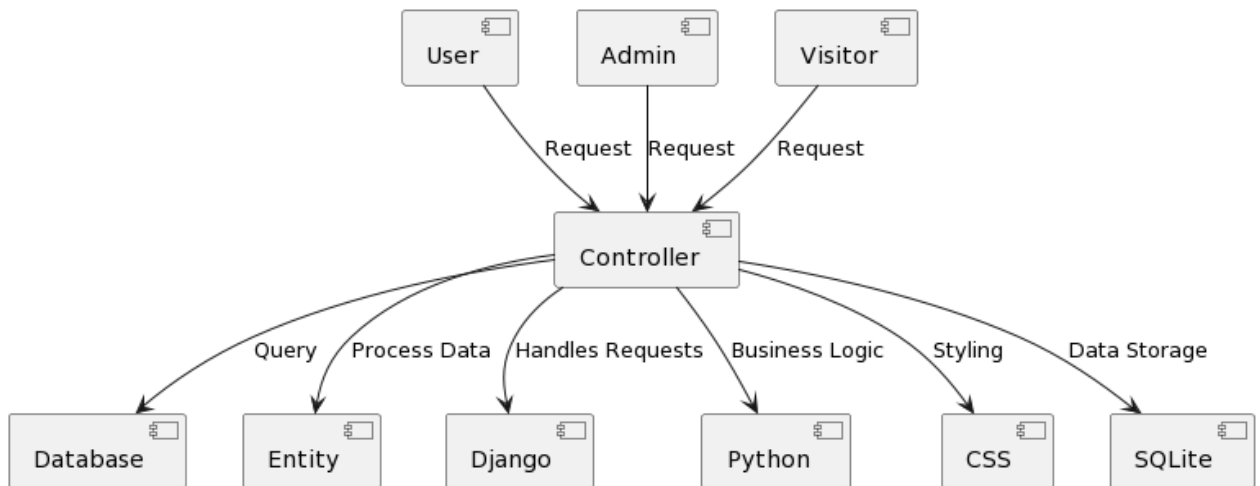 User
Admin
Visitor
Request
Request
Request
Controller
Query
Process Data
Handles Requests
Business Logic
Styling
Data Storage
Database
Entity
Django
Python
CSS
SQLite